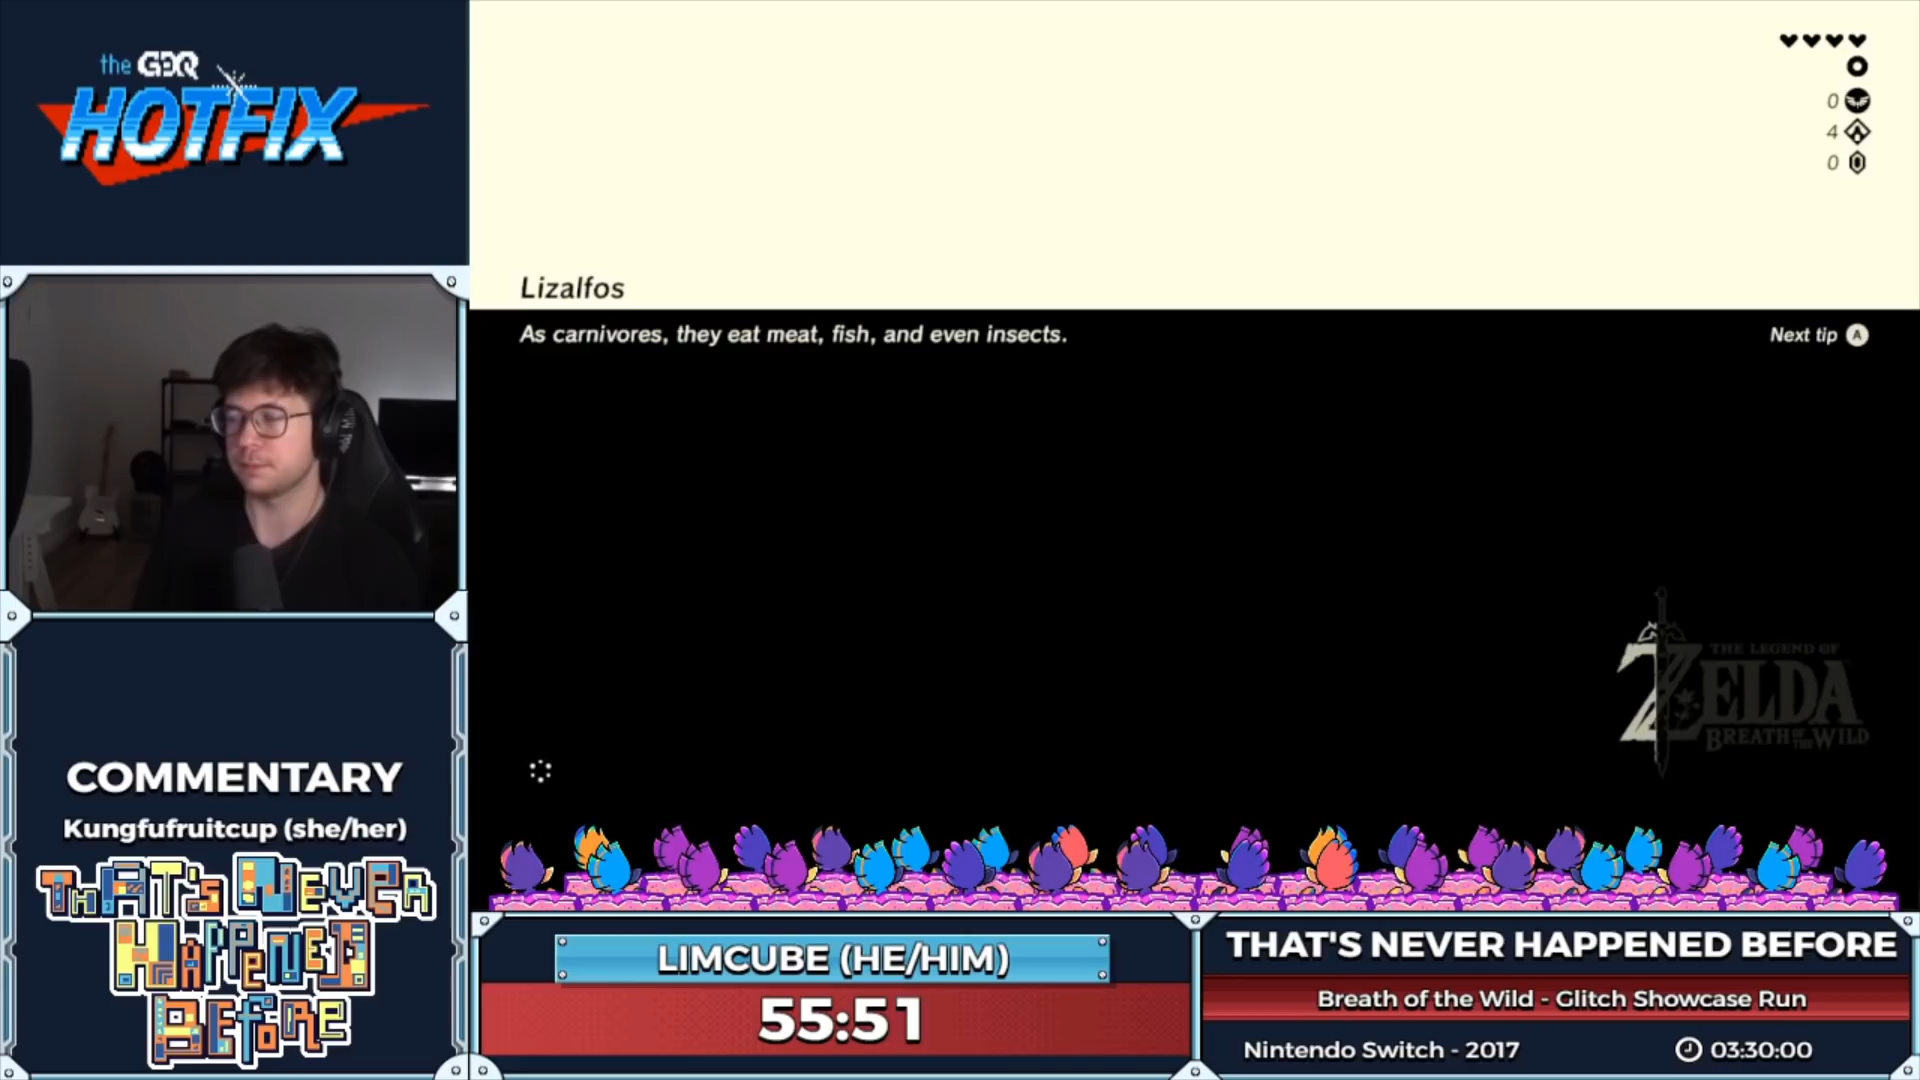 the GDQ
HOTFIX
0
4
0
Lizalfos
As carnivores, they eat meat, fish, and even insects.
Next tip A
THE LEGEND OF
ZELDA
BREATH OF THE WILD
COMMENTARY
Kungfufruitcup (she/her)
THAT'S NEVER
HAPPENED
BEFORE
LIMCUBE (HE/HIM)
55:51
THAT'S NEVER HAPPENED BEFORE
Breath of the Wild - Glitch Showcase Run
Nintendo Switch - 2017
03:30:00